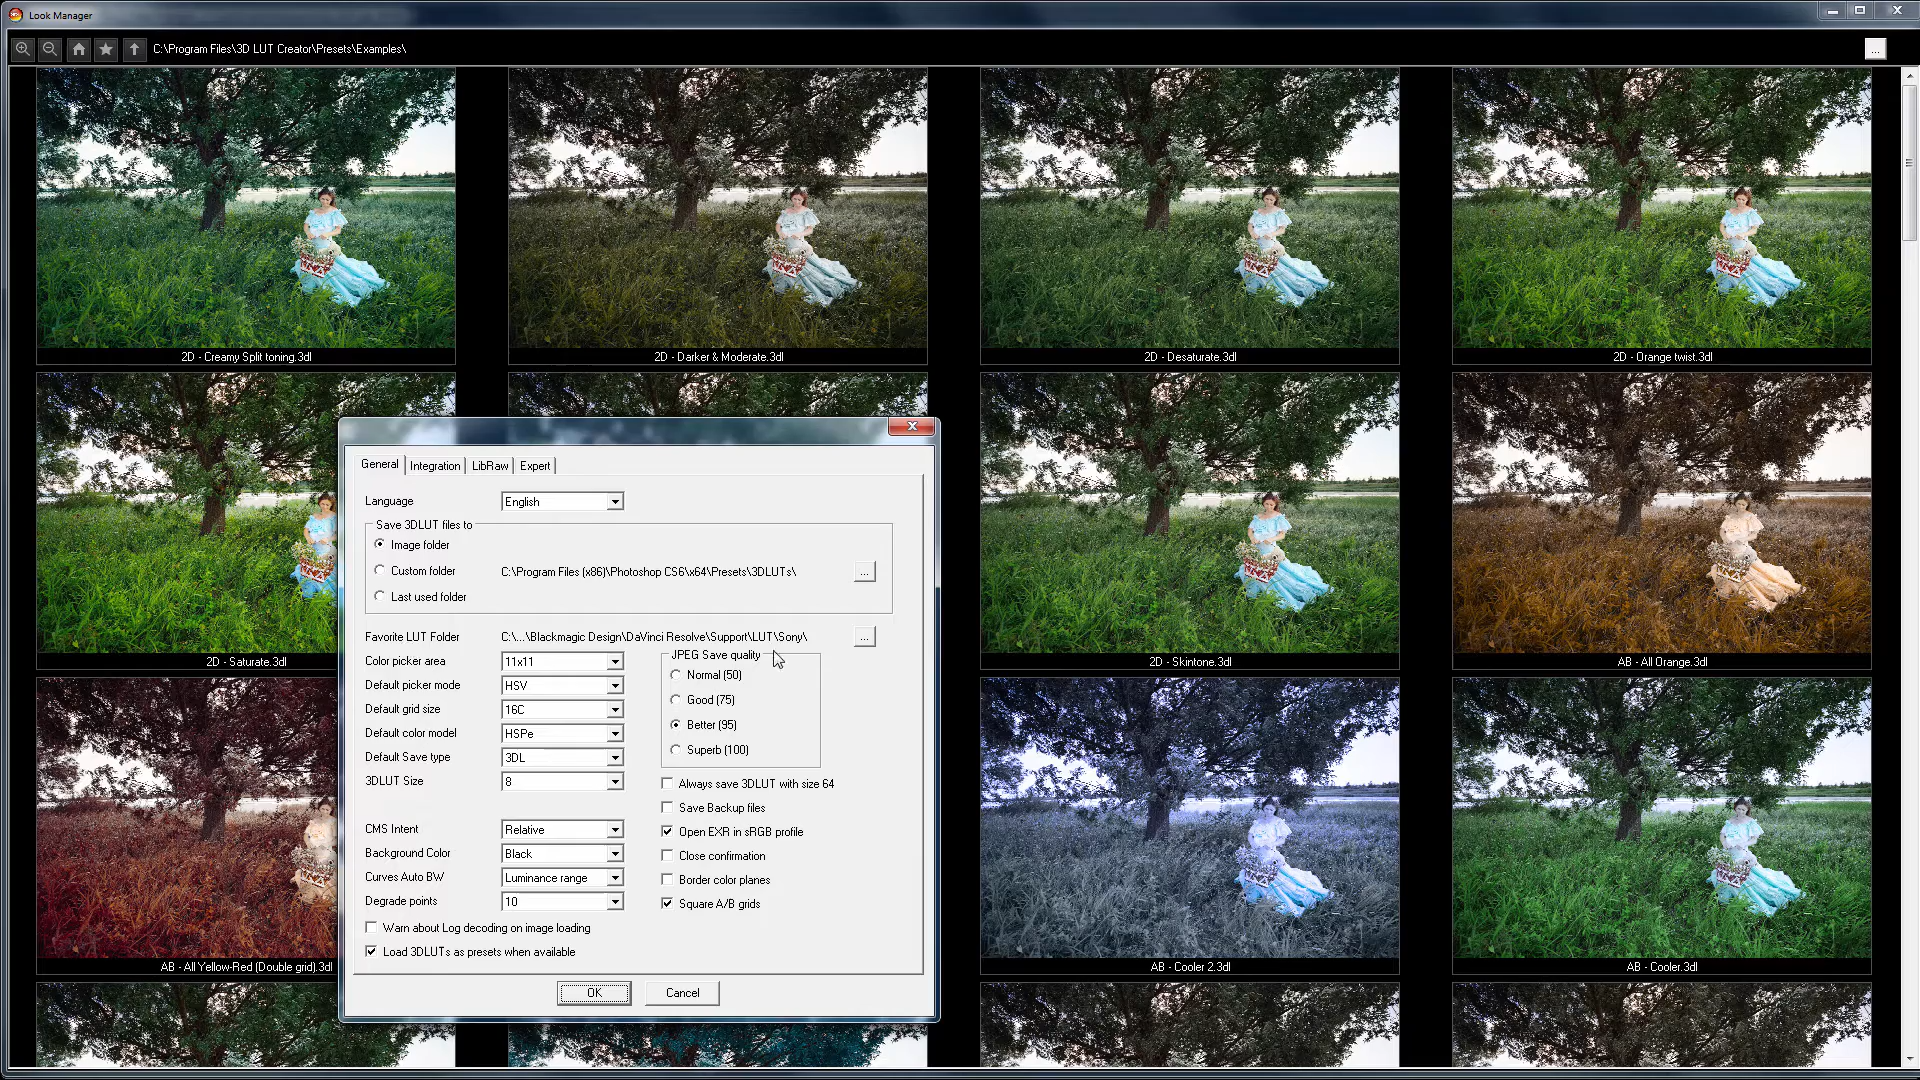 Look Manager
C:\Program Files\3D LUT Creator\Presets\Examples\
...
2D - Creamy Split toning.3dl
2D - Darker & Moderate.3dl
2D - Desaturate.3dl
2D - Orange twist.3dl
2D - Saturate.3dl
2D - Skintone.3dl
AB - All Orange.3dl
AB - All Yellow-Red (Double grid).3dl
AB - Cooler 2.3dl
AB - Cooler.3dl
General
Integration
LibRaw
Expert
Language
English
Save 3DLUT files to
Image folder
Custom folder
C:\Program Files (x86)\Photoshop CS6\x64\Presets\3DLUTs\
...
Last used folder
Favorite LUT Folder
C:\...\Blackmagic Design\DaVinci Resolve\Support\LUT\Sony\
...
Color picker area
11x11
Default picker mode
HSV
Default grid size
16C
Default color model
HSPe
Default Save type
3DL
3DLUT Size
8
CMS Intent
Relative
Background Color
Black
Curves Auto BW
Luminance range
Degrade points
10
Warn about Log decoding on image loading
Load 3DLUTs as presets when available
JPEG Save quality
Normal (50)
Good (75)
Better (95)
Superb (100)
Always save 3DLUT with size 64
Save Backup files
Open EXR in sRGB profile
Close confirmation
Border color planes
Square A/B grids
OK
Cancel